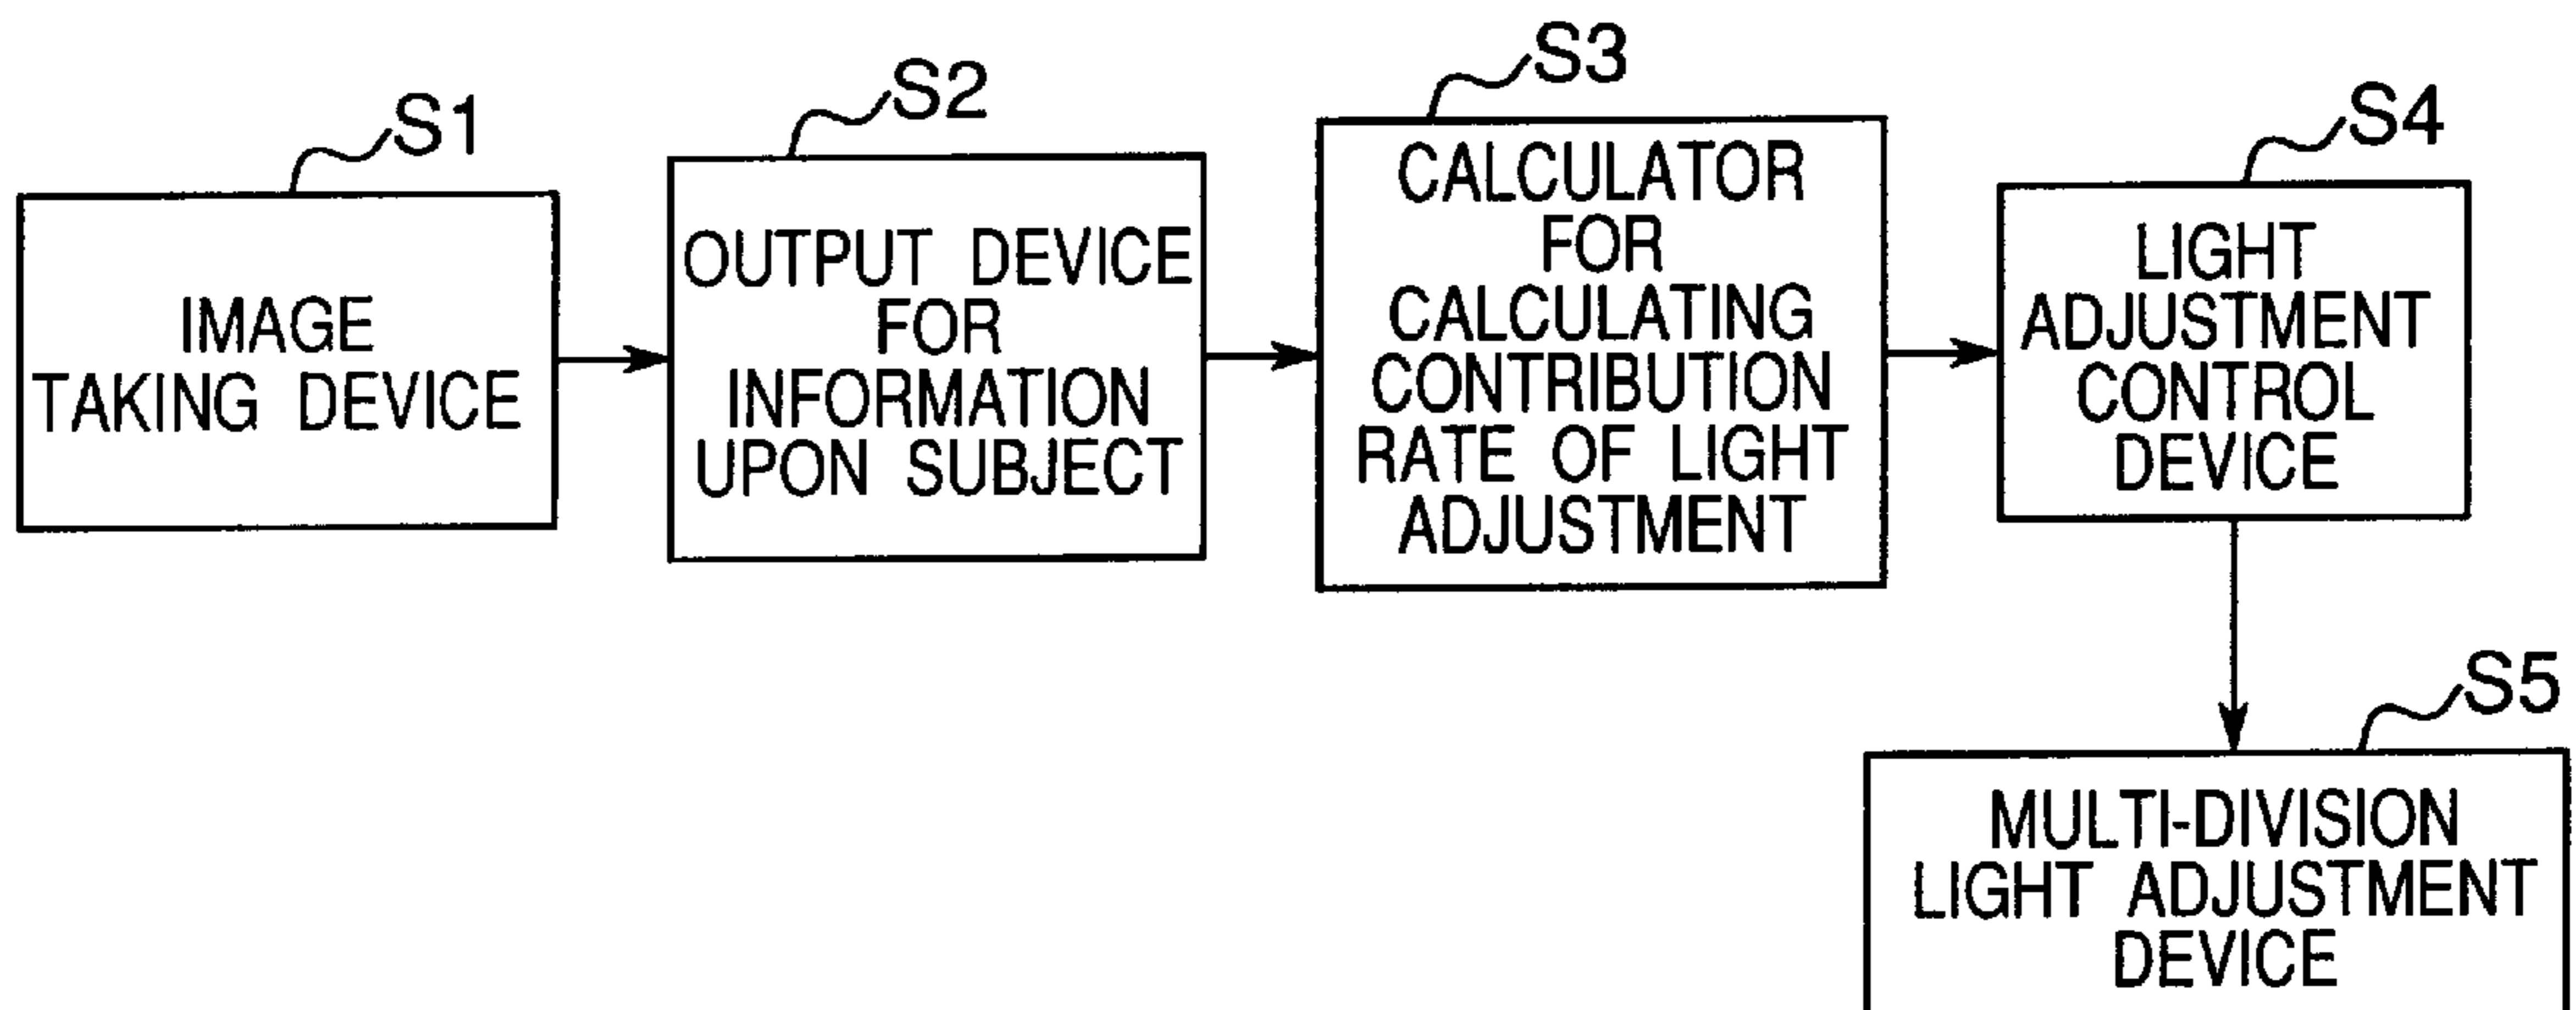 S1
IMAGE
TAKING DEVICE
S2
OUTPUT DEVICE
FOR
INFORMATION
UPON SUBJECT
S3
CALCULATOR
FOR
CALCULATING
CONTRIBUTION
RATE OF LIGHT
ADJUSTMENT
S4
LIGHT
ADJUSTMENT
CONTROL
DEVICE
S5
MULTI-DIVISION
LIGHT ADJUSTMENT
DEVICE